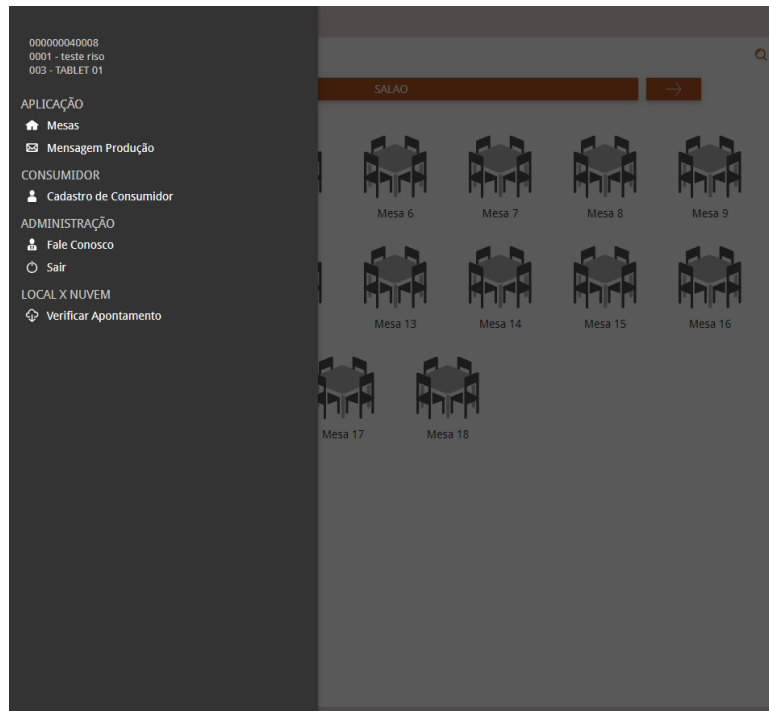 000000040008
0001 - teste riso
003 - TABLET 01
APLICAÇÃO
Mesas
Mensagem Produção
CONSUMIDOR
Cadastro de Consumidor
ADMINISTRAÇÃO
Fale Conosco
Sair
LOCAL X NUVEM
Verificar Apontamento
SALAO
Mesa 6 Mesa 7 Mesa 8 Mesa 9
Mesa 13 Mesa 14 Mesa 15 Mesa 16
Mesa 17 Mesa 18